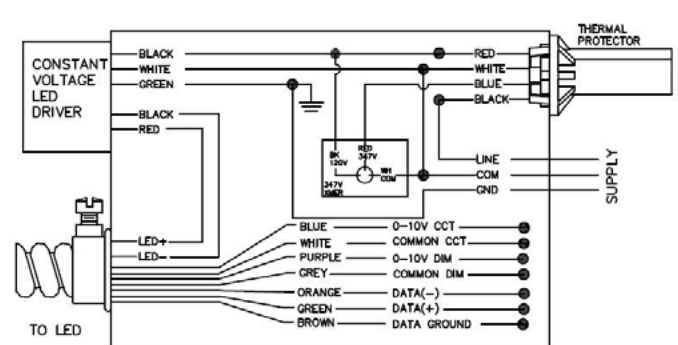 THERMAL
PROTECTOR
CONSTANT
VOLTAGE
LED
DRIVER
BLACK
WHITE
GREEN
BLACK
RED
RED
WHITE
BLUE
BLACK
BK
120V
RED
347V
WH
COM
347V
XMER
LINE
COM
GND
SUPPLY
LED+
LED-
BLUE 0-10V CCT
WHITE COMMON CCT
PURPLE 0-10V DIM
GREY COMMON DIM
ORANGE DATA(-)
GREEN DATA(+)
BROWN DATA GROUND
TO LED